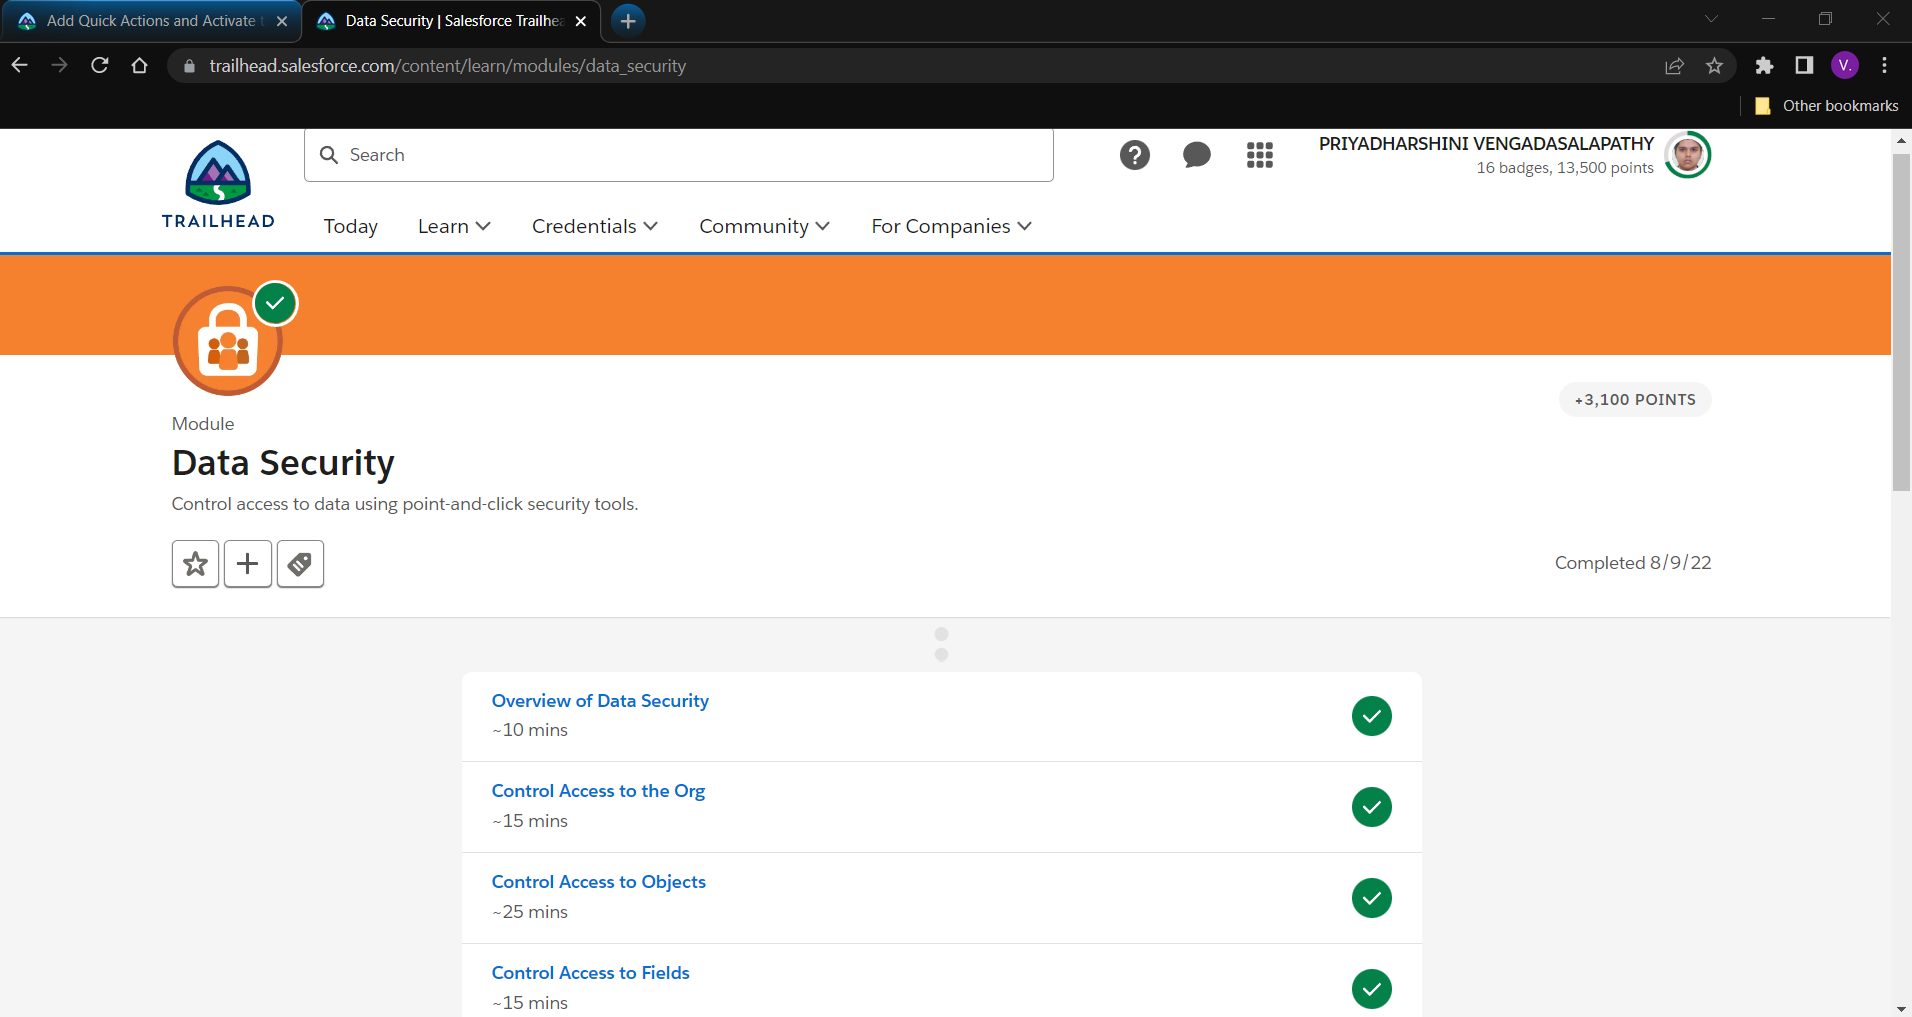 Add Quick Actions and Activate
Data Security | Salesforce Trailhea
trailhead.salesforce.com/content/learn/modules/data_security
V.
Other bookmarks
TRAILHEAD
Search
?
PRIYADHARSHINI VENGADASALAPATHY
16 badges, 13,500 points
Today
Learn
Credentials
Community
For Companies
Module
+3,100 POINTS
Data Security
Control access to data using point-and-click security tools.
Completed 8/9/22
Overview of Data Security
~10 mins
Control Access to the Org
~15 mins
Control Access to Objects
~25 mins
Control Access to Fields
~15 mins